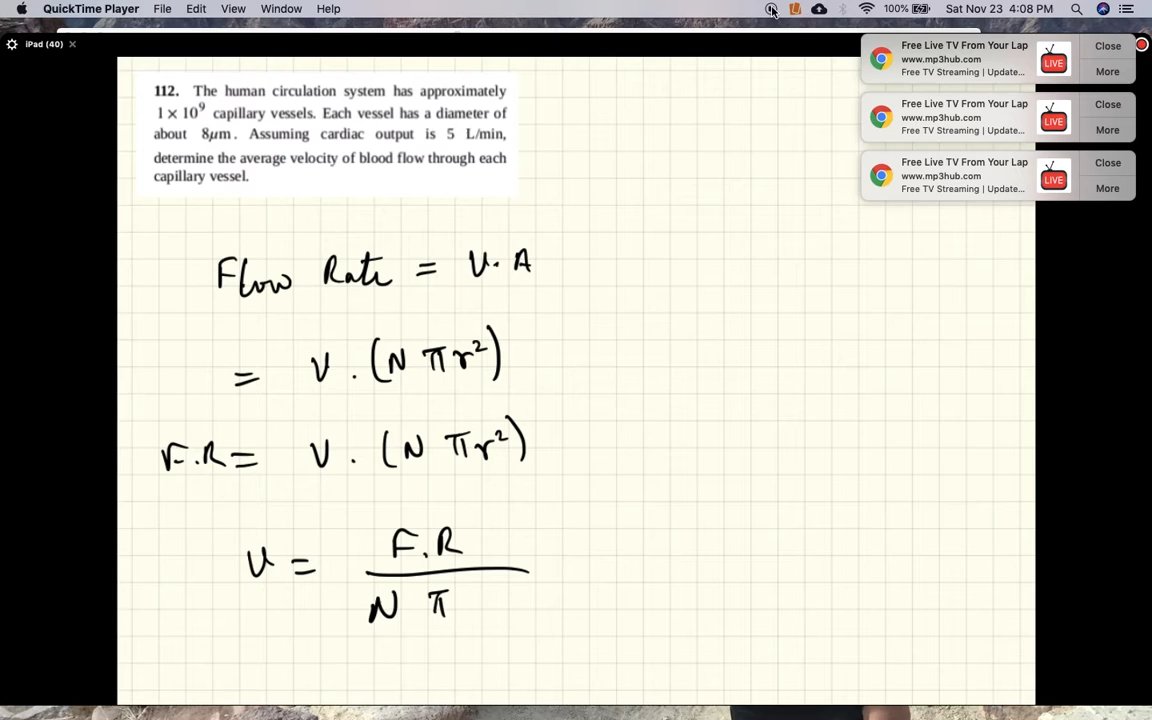 QuickTime Player File Edit View Window Help 100% Sat Nov 23 4:08 PM
iPad (40)
Free Live TV From Your Lap
www.mp3hub.com
Free TV Streaming | Update...
LIVE
Close
More
Free Live TV From Your Lap
www.mp3hub.com
Free TV Streaming | Update...
LIVE
Close
More
Free Live TV From Your Lap
www.mp3hub.com
Free TV Streaming | Update...
LIVE
Close
More
112. The human circulation system has approximately
1 × 10⁹ capillary vessels. Each vessel has a diameter of
about 8μm. Assuming cardiac output is 5 L/min,
determine the average velocity of blood flow through each
capillary vessel.
Flow Rate = V. A
= V . (N πr²)
F.R = V . (N πr²)
V = F.R
N π